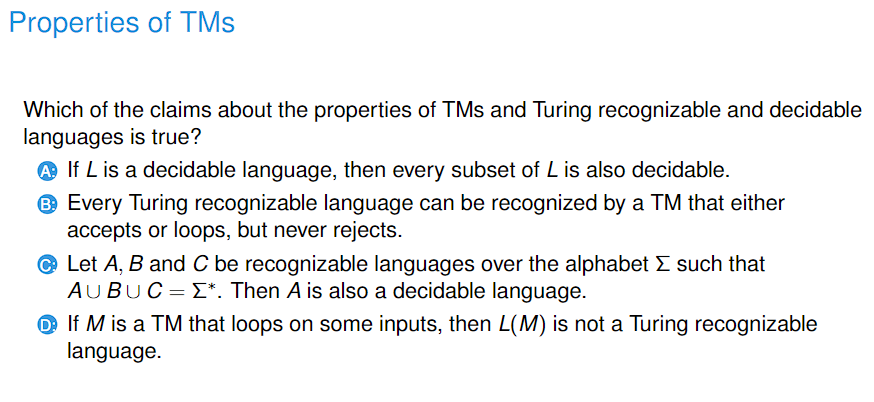 Properties of TMs
Which of the claims about the properties of TMs and Turing recognizable and decidable
languages is true?
A: If L is a decidable language, then every subset of L is also decidable.
B: Every Turing recognizable language can be recognized by a TM that either
accepts or loops, but never rejects.
C: Let A, B and C be recognizable languages over the alphabet Σ such that
A ∪ B ∪ C = Σ*. Then A is also a decidable language.
D: If M is a TM that loops on some inputs, then L(M) is not a Turing recognizable
language.